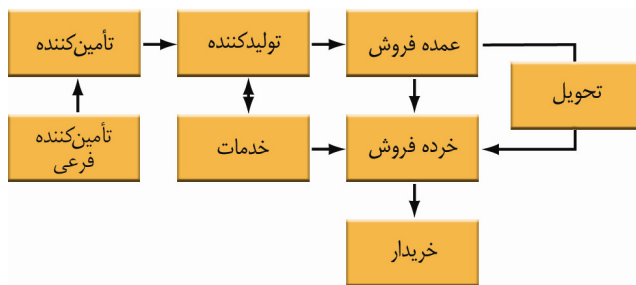 تأمین‌کننده
تولیدکننده
عمده فروش
تحویل
تأمین‌کننده
فرعی
خدمات
خرده فروش
خریدار